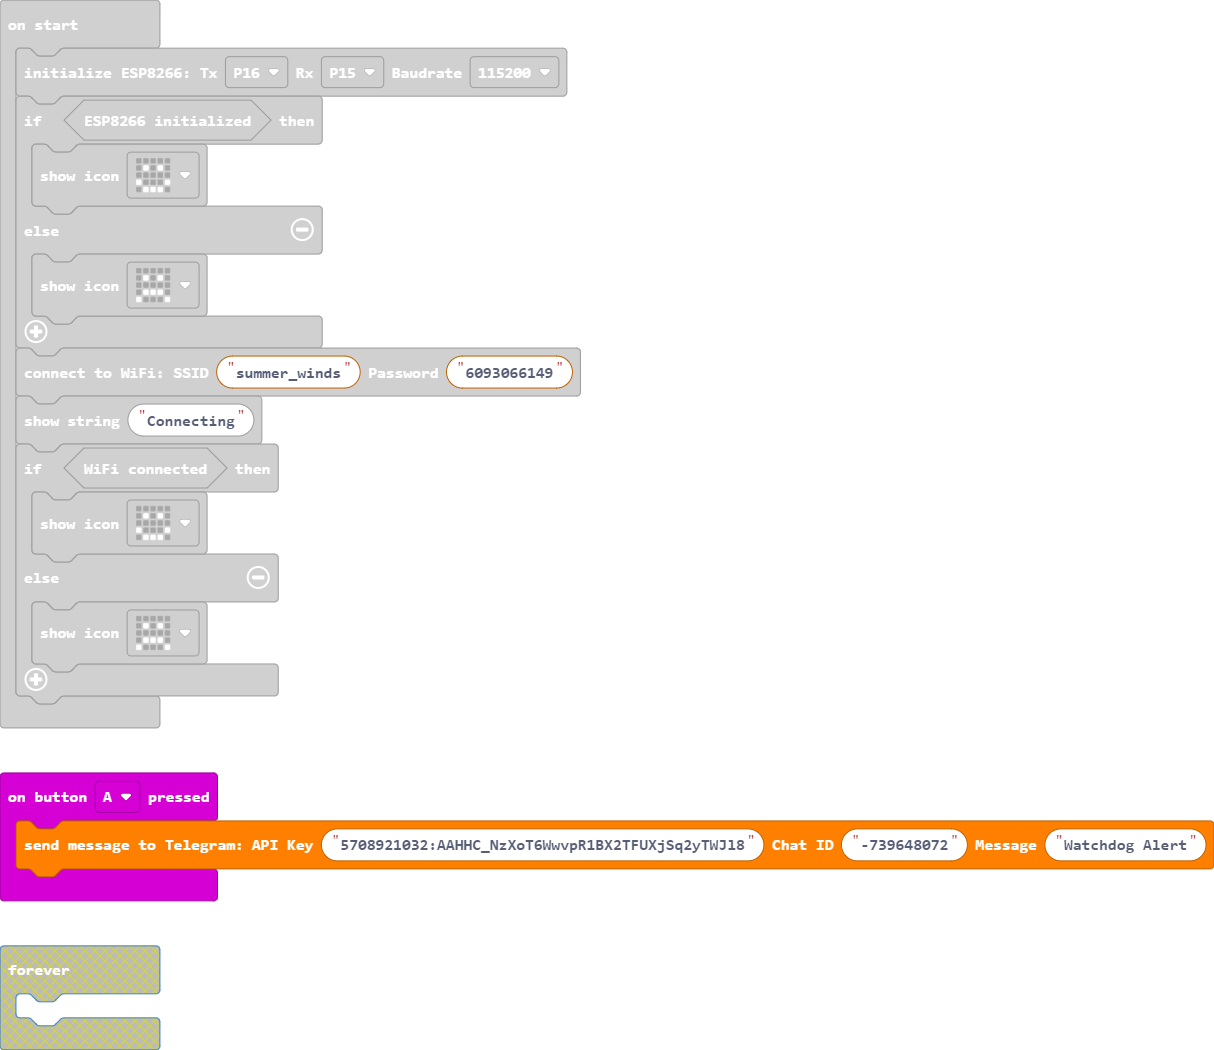 on start
initialize ESP8266: Tx P16 Rx P15 Baudrate 115200
if ESP8266 initialized then
show icon
else
show icon
connect to WiFi: SSID "summer_winds" Password "6093066149"
show string "Connecting"
if WiFi connected then
show icon
else
show icon
on button A pressed
send message to Telegram: API Key "5708921032:AAHHC_NzXoT6WwvpR1BX2TFUXjSq2yTWJ18" Chat ID "-739648072" Message "Watchdog Alert"
forever